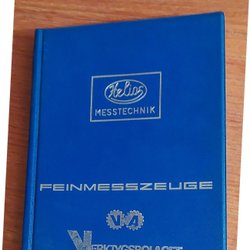 Helios
MESSTECHNIK
FEINMESSZEUGE
VERKTYGSBOLAGET